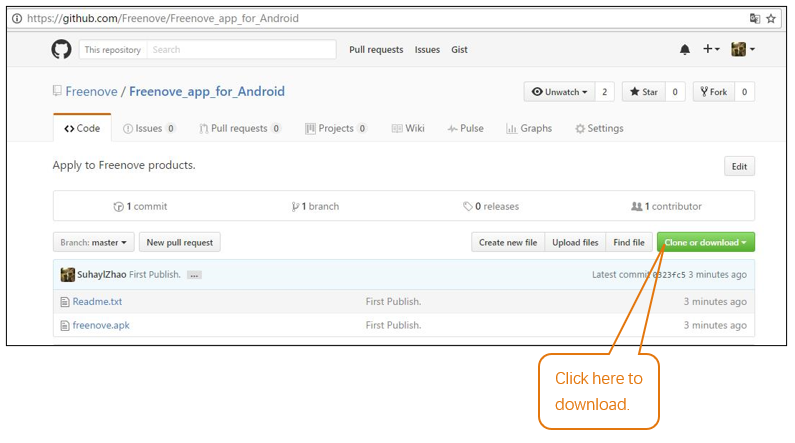 https://github.com/Freenove/Freenove_app_for_Android
This repository Search Pull requests Issues Gist
Freenove / Freenove_app_for_Android Unwatch 2 Star 0 Fork 0
Code Issues 0 Pull requests 0 Projects 0 Wiki Pulse Graphs Settings
Apply to Freenove products. Edit
1 commit 1 branch 0 releases 1 contributor
Branch: master New pull request Create new file Upload files Find file Clone or download
SuhaylZhao First Publish. ... Latest commit 0323fc5 3 minutes ago
Readme.txt First Publish. 3 minutes ago
freenove.apk First Publish. 3 minutes ago
Click here to
download.